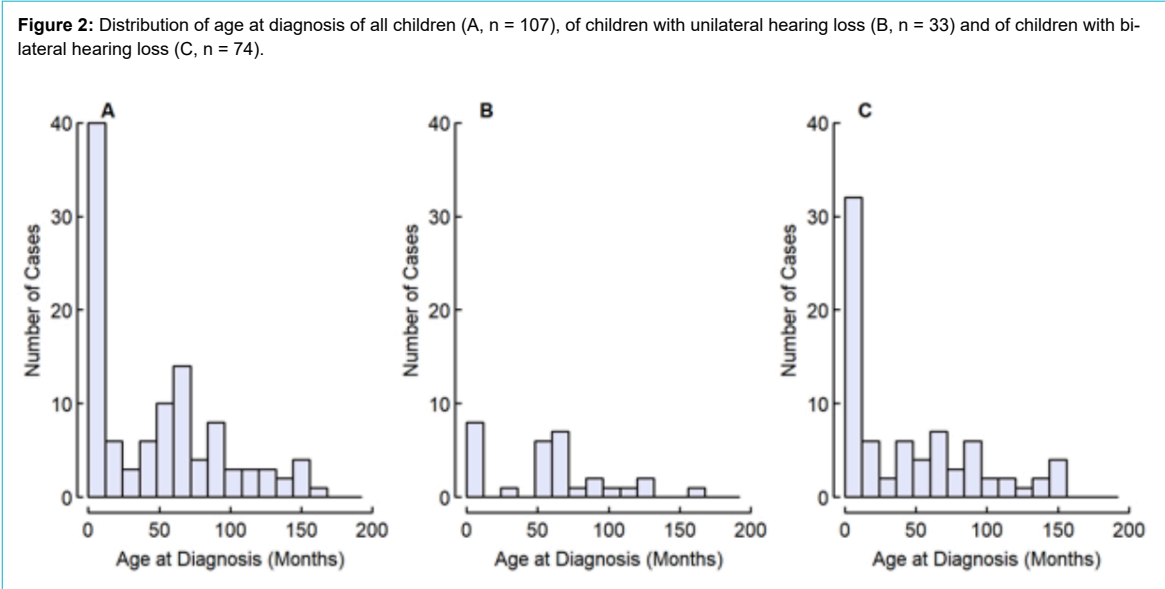 Figure 2: Distribution of age at diagnosis of all children (A, n = 107), of children with unilateral hearing loss (B, n = 33) and of children with bi-
lateral hearing loss (C, n = 74).
A
40
30
20
10
0
Number of Cases
0 50 100 150 200
Age at Diagnosis (Months)
B
40
30
20
10
0
Number of Cases
0 50 100 150 200
Age at Diagnosis (Months)
C
40
30
20
10
0
Number of Cases
0 50 100 150 200
Age at Diagnosis (Months)